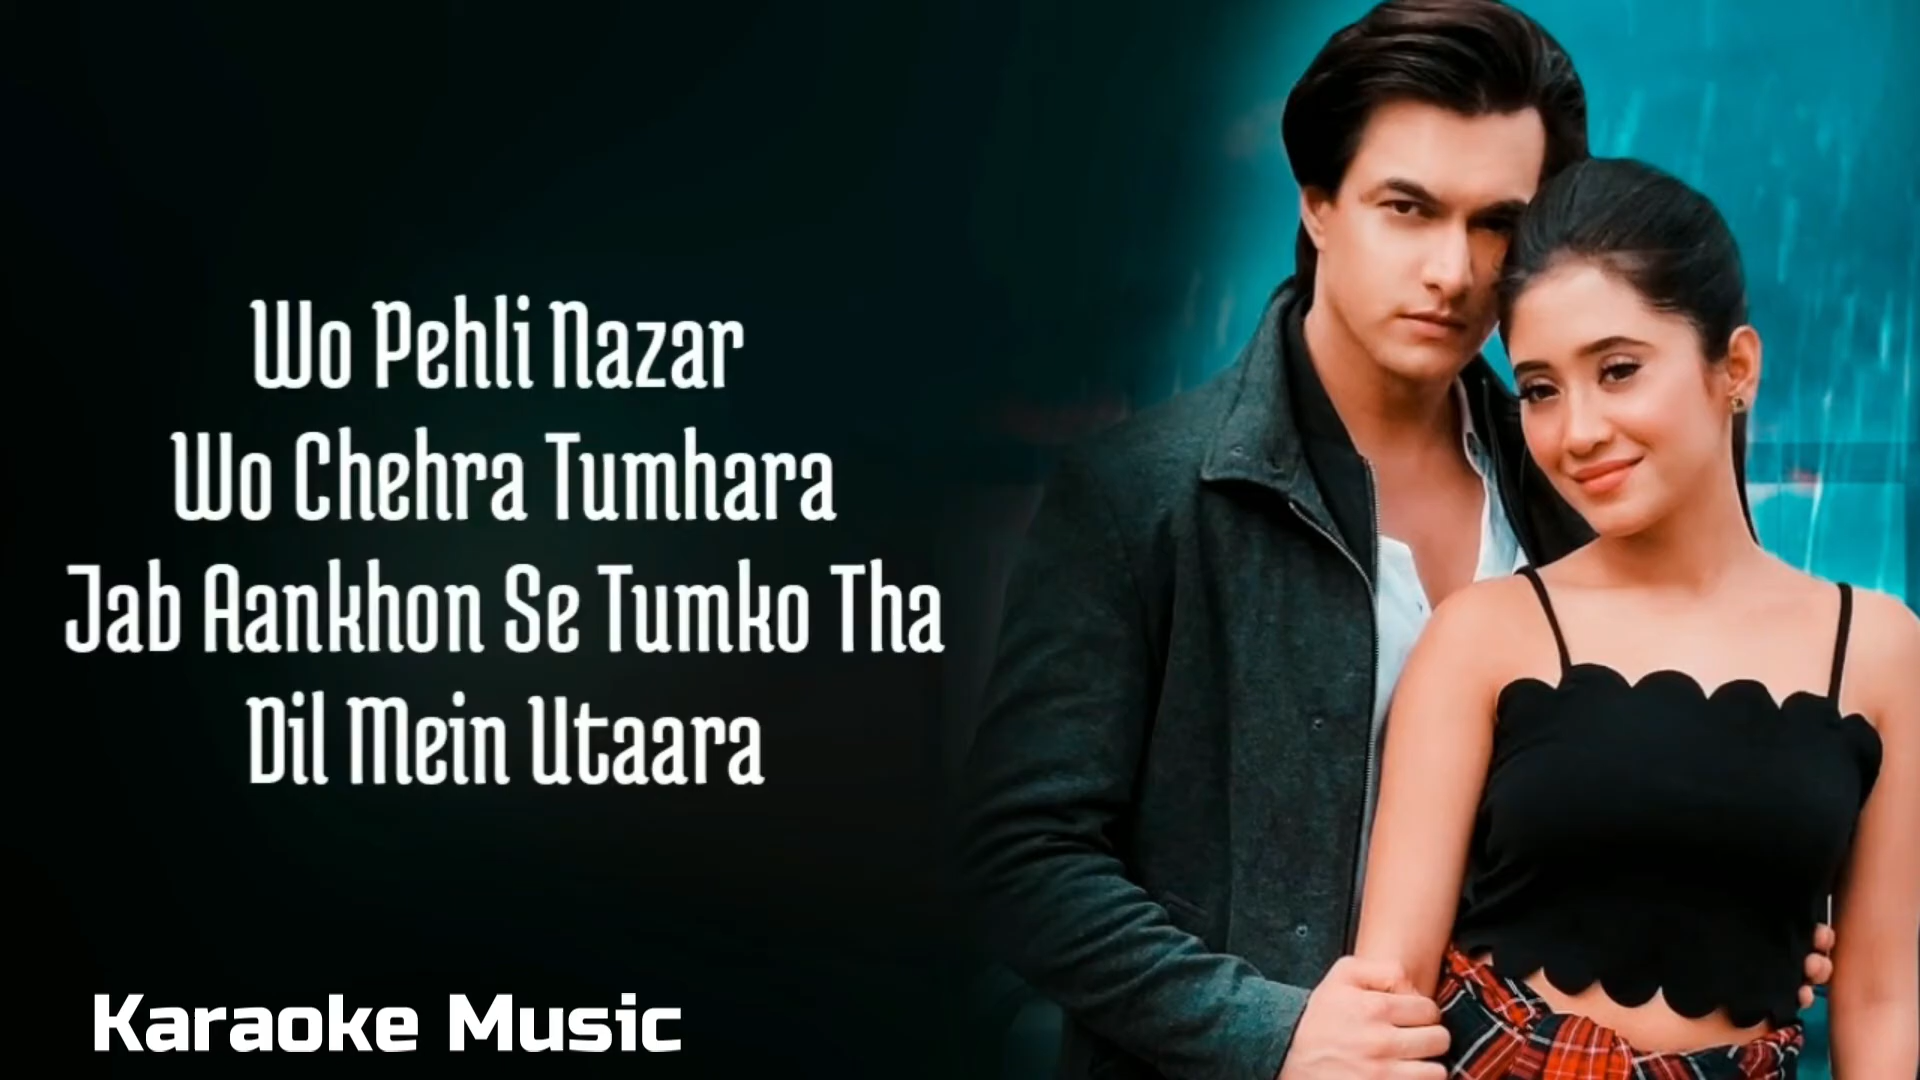 Wo Pehli Nazar
Wo Chehra Tumhara
Jab Aankhon Se Tumko Tha
Dil Mein Utaara
Karaoke Music